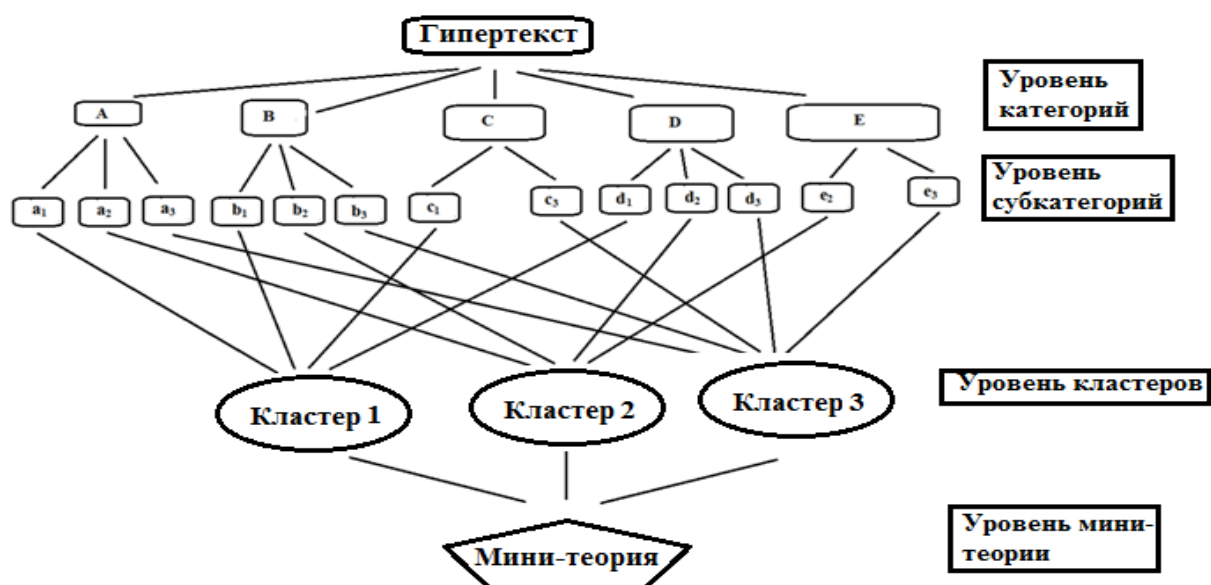 Гипертекст
Уровень
категорий
A
B
C
D
E
Уровень
субкатегорий
a₁
a₂
a₃
b₁
b₂
b₃
c₁
c₃
d₁
d₂
d₃
e₂
e₃
Кластер 1
Кластер 2
Кластер 3
Уровень кластеров
Мини-теория
Уровень мини-
теории